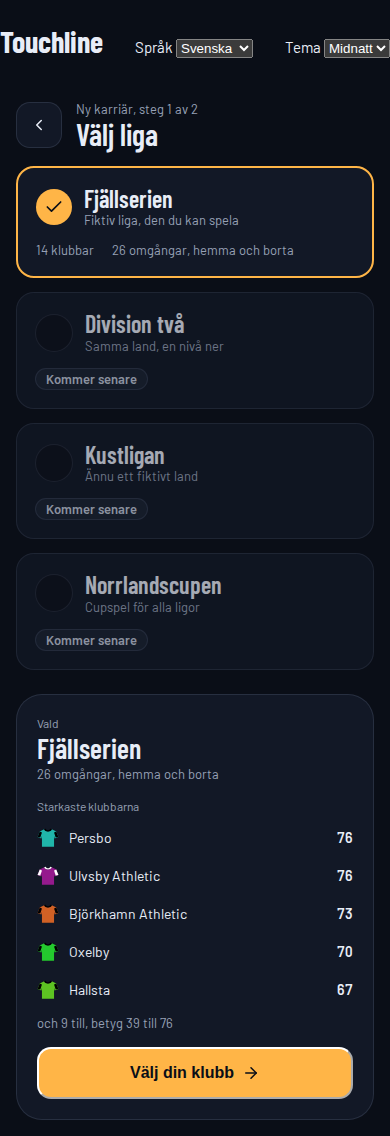 Touchline
Språk Svenska
Tema Midnatt
Ny karriär, steg 1 av 2
Välj liga
Fjällserien
Fiktiv liga, den du kan spela
14 klubbar 26 omgångar, hemma och borta
Division två
Samma land, en nivå ner
Kommer senare
Kustligan
Ännu ett fiktivt land
Kommer senare
Norrlandscupen
Cupspel för alla ligor
Kommer senare
Vald
Fjällserien
26 omgångar, hemma och borta
Starkaste klubbarna
Persbo 76
Ulvsby Athletic 76
Björkhamn Athletic 73
Oxelby 70
Hallsta 67
och 9 till, betyg 39 till 76
Välj din klubb